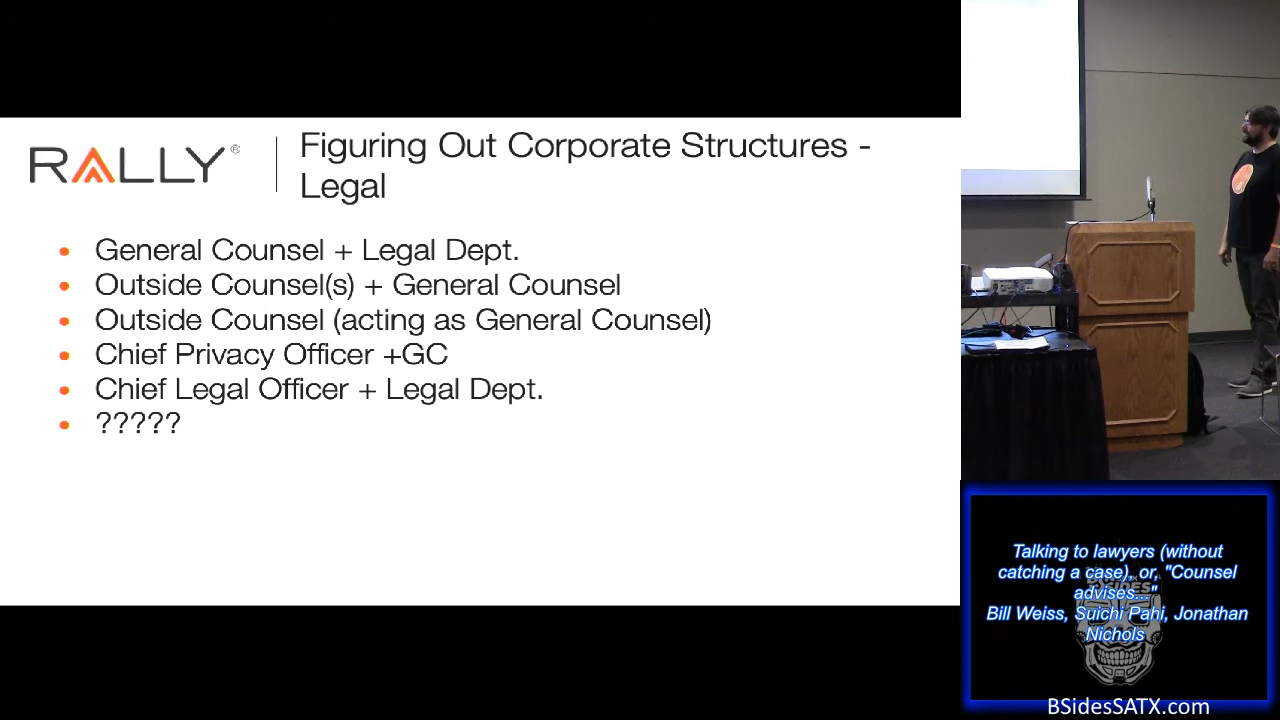 RALLY®
Figuring Out Corporate Structures -
Legal
General Counsel + Legal Dept.
Outside Counsel(s) + General Counsel
Outside Counsel (acting as General Counsel)
Chief Privacy Officer +GC
Chief Legal Officer + Legal Dept.
?????
Talking to lawyers (without
catching a case), or, "Counsel
advises..."
Bill Weiss, Suichi Pahi, Jonathan
Nichols
BSidesSATX.com